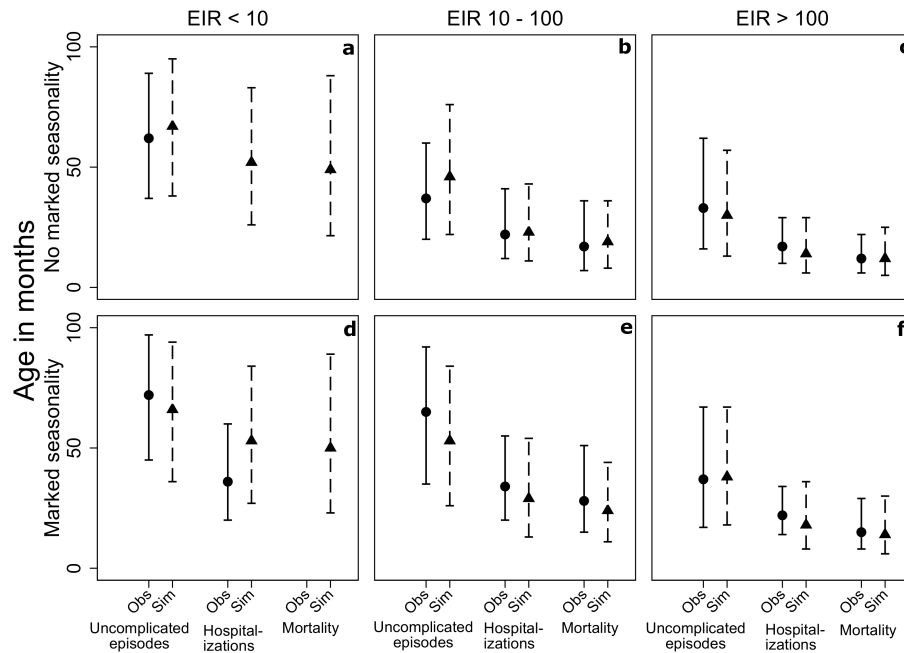 EIR < 10
EIR 10 - 100
EIR > 100
Age in months
No marked seasonality
100
50
0
a
b
Marked seasonality
100
50
0
d
e
f
Obs Sim Obs Sim Obs Sim
Uncomplicated episodes
Hospital-izations
Mortality
Obs Sim Obs Sim Obs Sim
Uncomplicated episodes
Hospital-izations
Mortality
Obs Sim Obs Sim Obs Sim
Uncomplicated episodes
Hospital-izations
Mortality